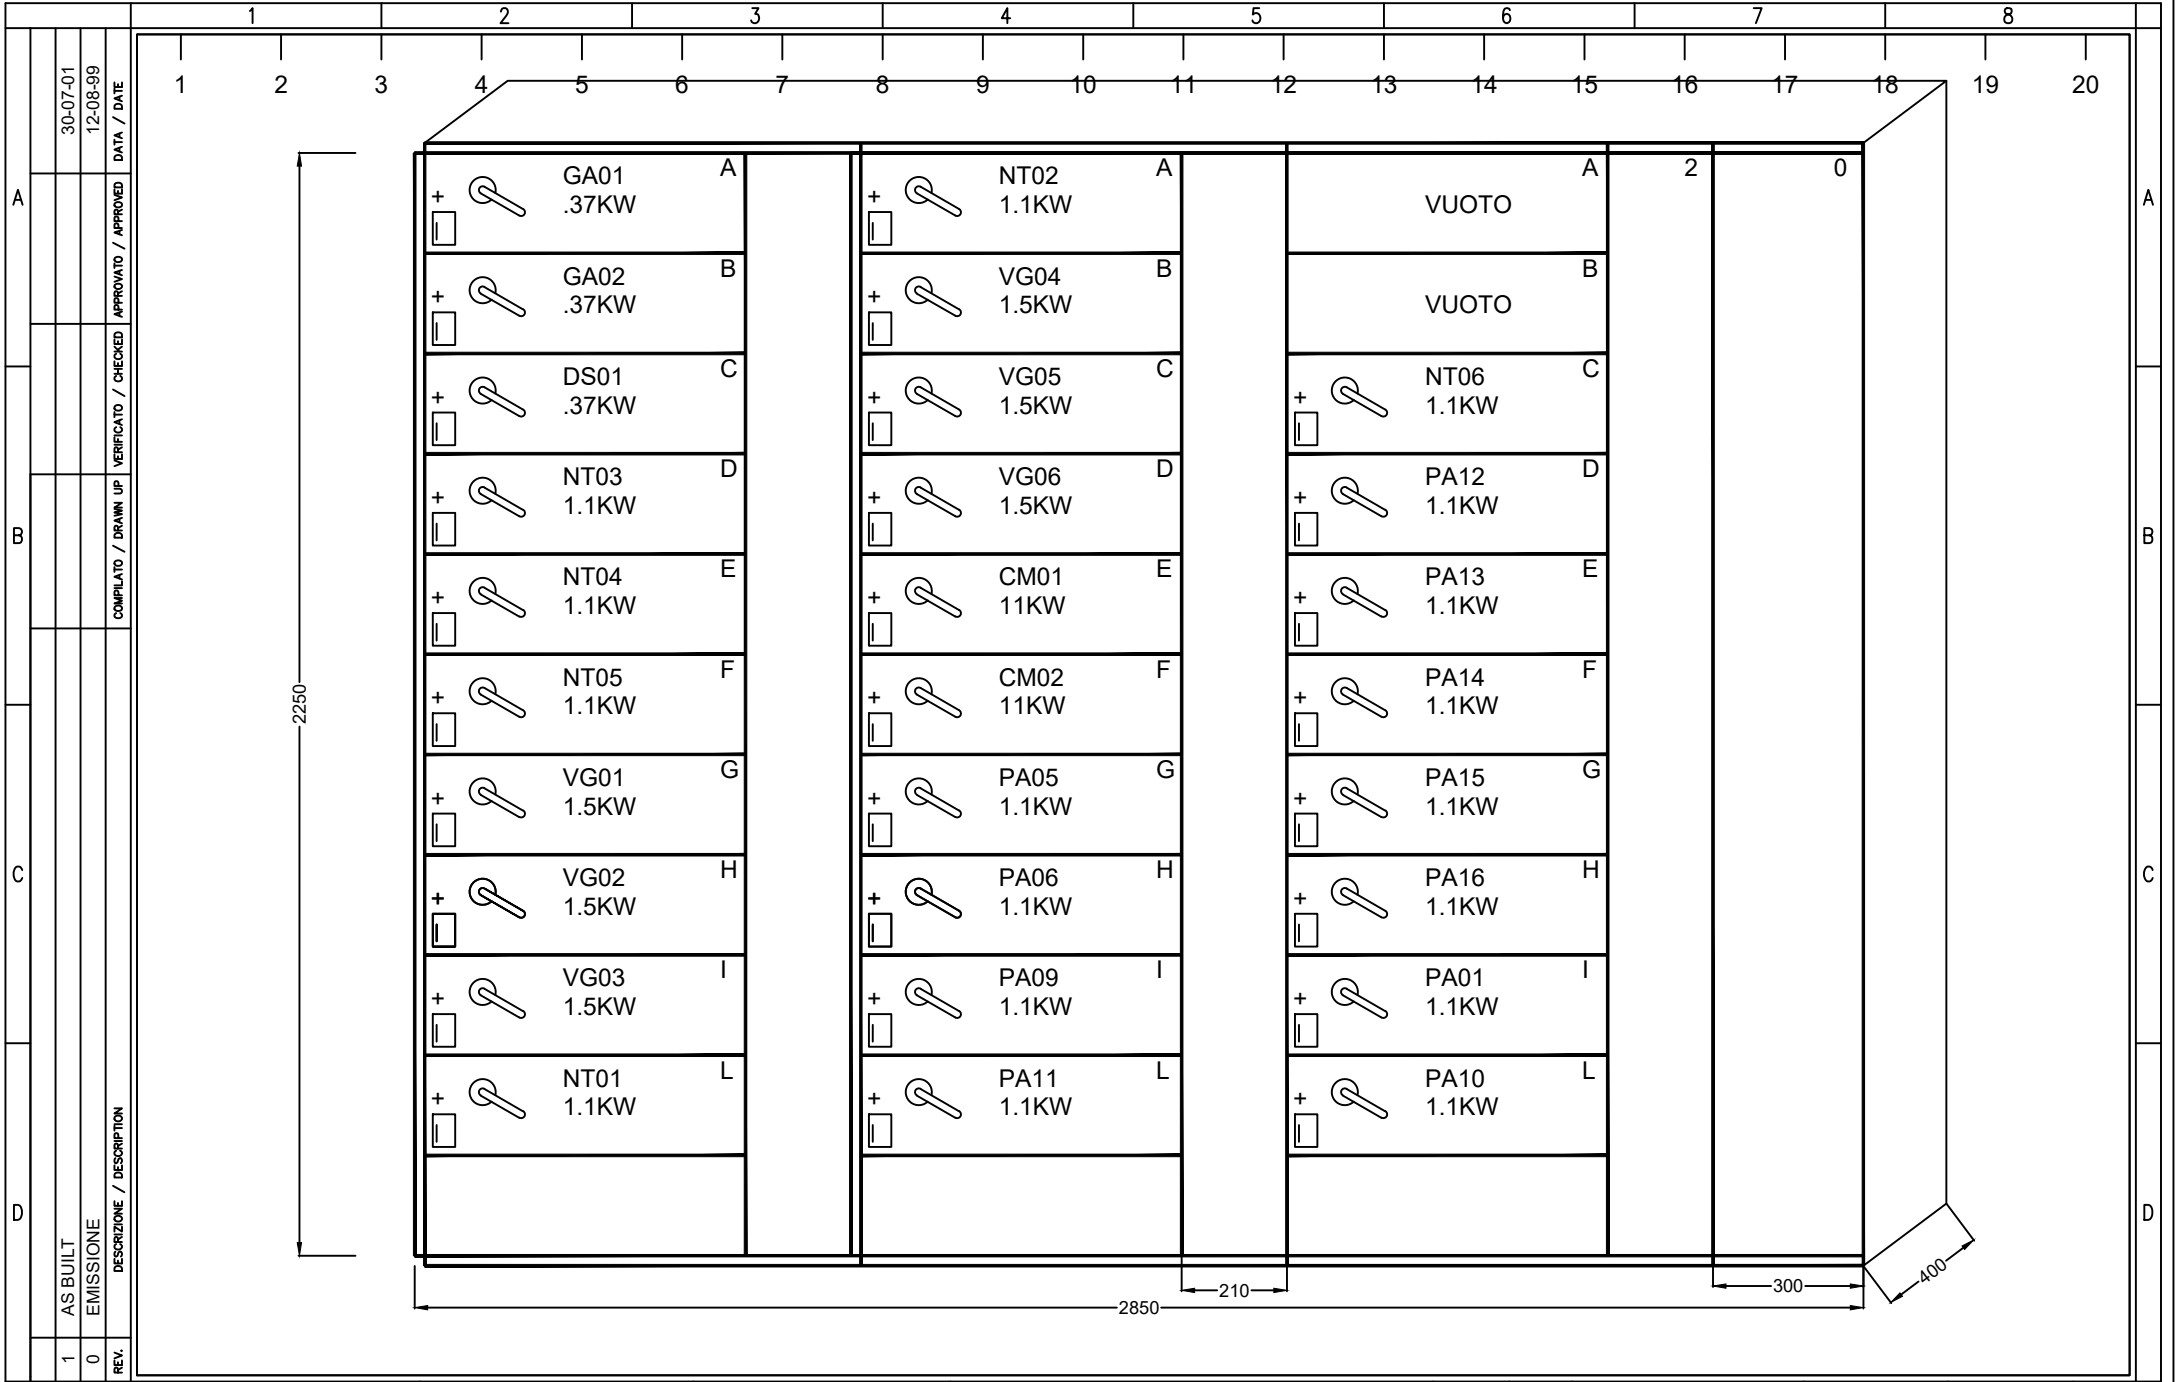 1 2 3 4 5 6 7 8
1 2 3 4 5 6 7 8 9 10 11 12 13 14 15 16 17 18 19 20
A
B
C
D
A
B
C
D
30-07-01
12-08-99
DATA / DATE
APPROVATO / APPROVED
VERIFICATO / CHECKED
COMPILATO / DRAWN UP
AS BUILT
EMISSIONE
DESCRIZIONE / DESCRIPTION
1
0
REV.
2250
GA01 A
.37KW
GA02 B
.37KW
DS01 C
.37KW
NT03 D
1.1KW
NT04 E
1.1KW
NT05 F
1.1KW
VG01 G
1.5KW
VG02 H
1.5KW
VG03 I
1.5KW
NT01 L
1.1KW
NT02 A
1.1KW
VG04 B
1.5KW
VG05 C
1.5KW
VG06 D
1.5KW
CM01 E
11KW
CM02 F
11KW
PA05 G
1.1KW
PA06 H
1.1KW
PA09 I
1.1KW
PA11 L
1.1KW
A
VUOTO
B
VUOTO
NT06 C
1.1KW
PA12 D
1.1KW
PA13 E
1.1KW
PA14 F
1.1KW
PA15 G
1.1KW
PA16 H
1.1KW
PA01 I
1.1KW
PA10 L
1.1KW
2
0
210
300
400
2850